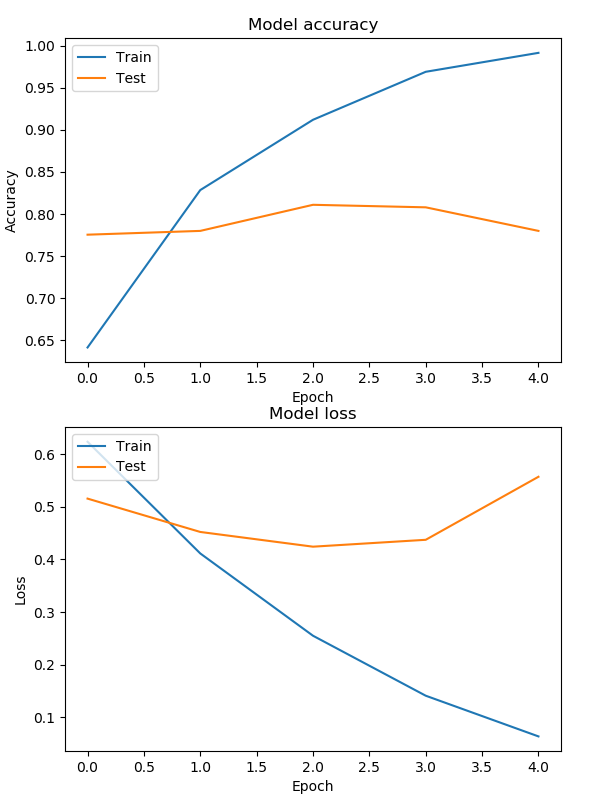 Model accuracy
Train
Test
1.00
0.95
0.90
0.85
0.80
0.75
0.70
0.65
Accuracy
0.0 0.5 1.0 1.5 2.0 2.5 3.0 3.5 4.0
Epoch
Model loss
Train
Test
0.6
0.5
0.4
0.3
0.2
0.1
Loss
0.0 0.5 1.0 1.5 2.0 2.5 3.0 3.5 4.0
Epoch